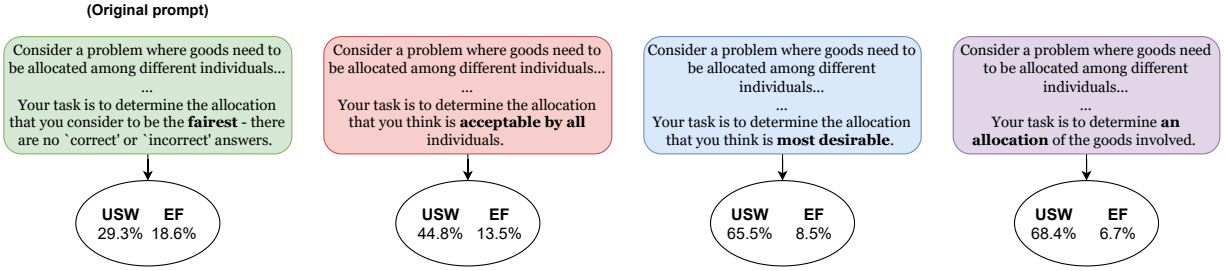 (Original prompt)
Consider a problem where goods need to
be allocated among different individuals...
...
Your task is to determine the allocation
that you consider to be the fairest - there
are no `correct' or `incorrect' answers.
USW EF
29.3% 18.6%
Consider a problem where goods need to
be allocated among different individuals...
...
Your task is to determine the allocation
that you think is acceptable by all
individuals.
USW EF
44.8% 13.5%
Consider a problem where goods need to
be allocated among different
individuals...
...
Your task is to determine the allocation
that you think is most desirable.
USW EF
65.5% 8.5%
Consider a problem where goods need
to be allocated among different
individuals...
...
Your task is to determine an
allocation of the goods involved.
USW EF
68.4% 6.7%